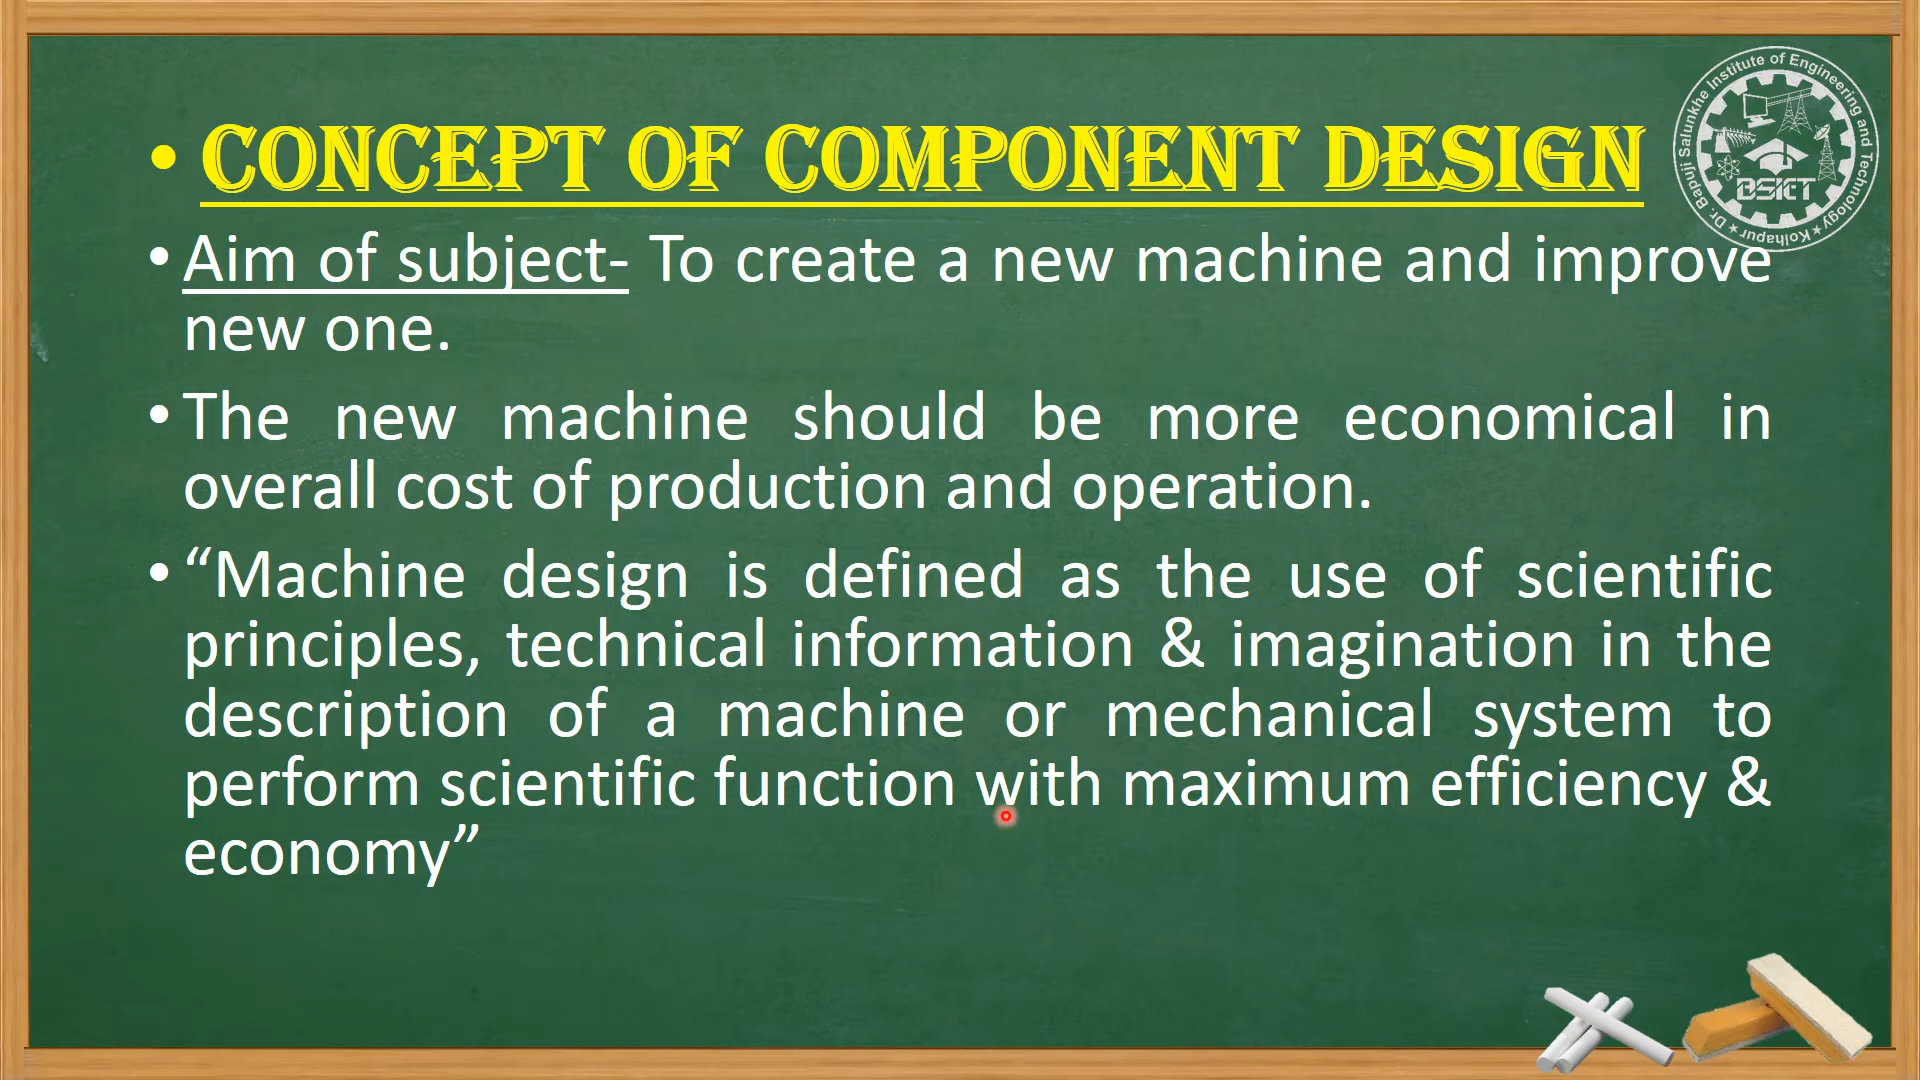 • CONCEPT OF COMPONENT DESIGN
Dr. Bapuji Salunkhe Institute of Engineering and Technology ★ Kolhapur ★
BSIET
• Aim of subject- To create a new machine and improve
new one.
• The new machine should be more economical in
overall cost of production and operation.
• “Machine design is defined as the use of scientific
principles, technical information & imagination in the
description of a machine or mechanical system to
perform scientific function with maximum efficiency &
economy”